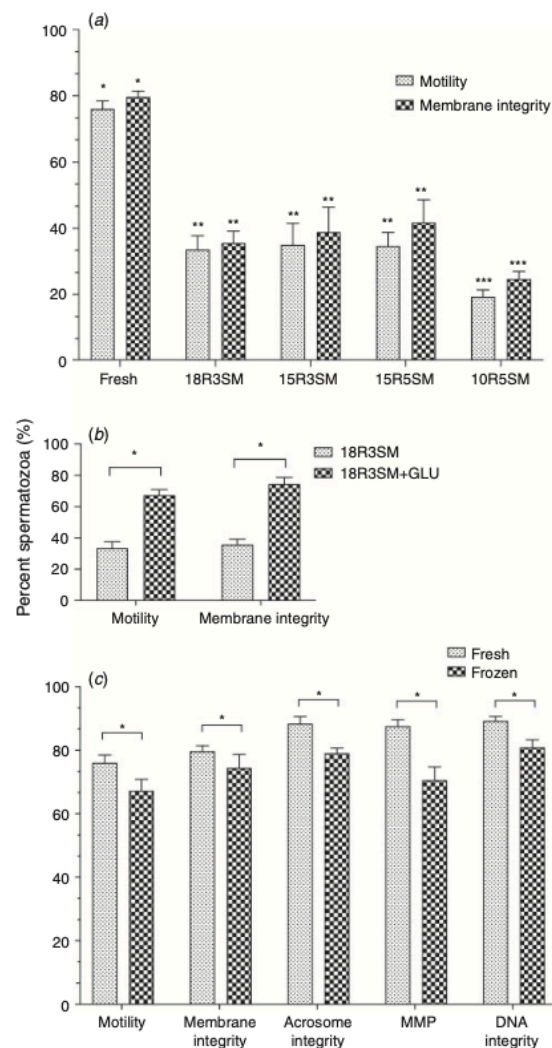 (a)
100
80
60
40
20
0
Motility
Membrane integrity
* *
** **
** **
** **
*** ***
Fresh 18R3SM 15R3SM 15R5SM 10R5SM
Percent spermatozoa (%)
(b)
100
80
60
40
20
0
18R3SM
18R3SM+GLU
* *
Motility Membrane integrity
(c)
100
80
60
40
20
0
Fresh
Frozen
* * * * *
Motility Membrane integrity Acrosome integrity MMP DNA integrity